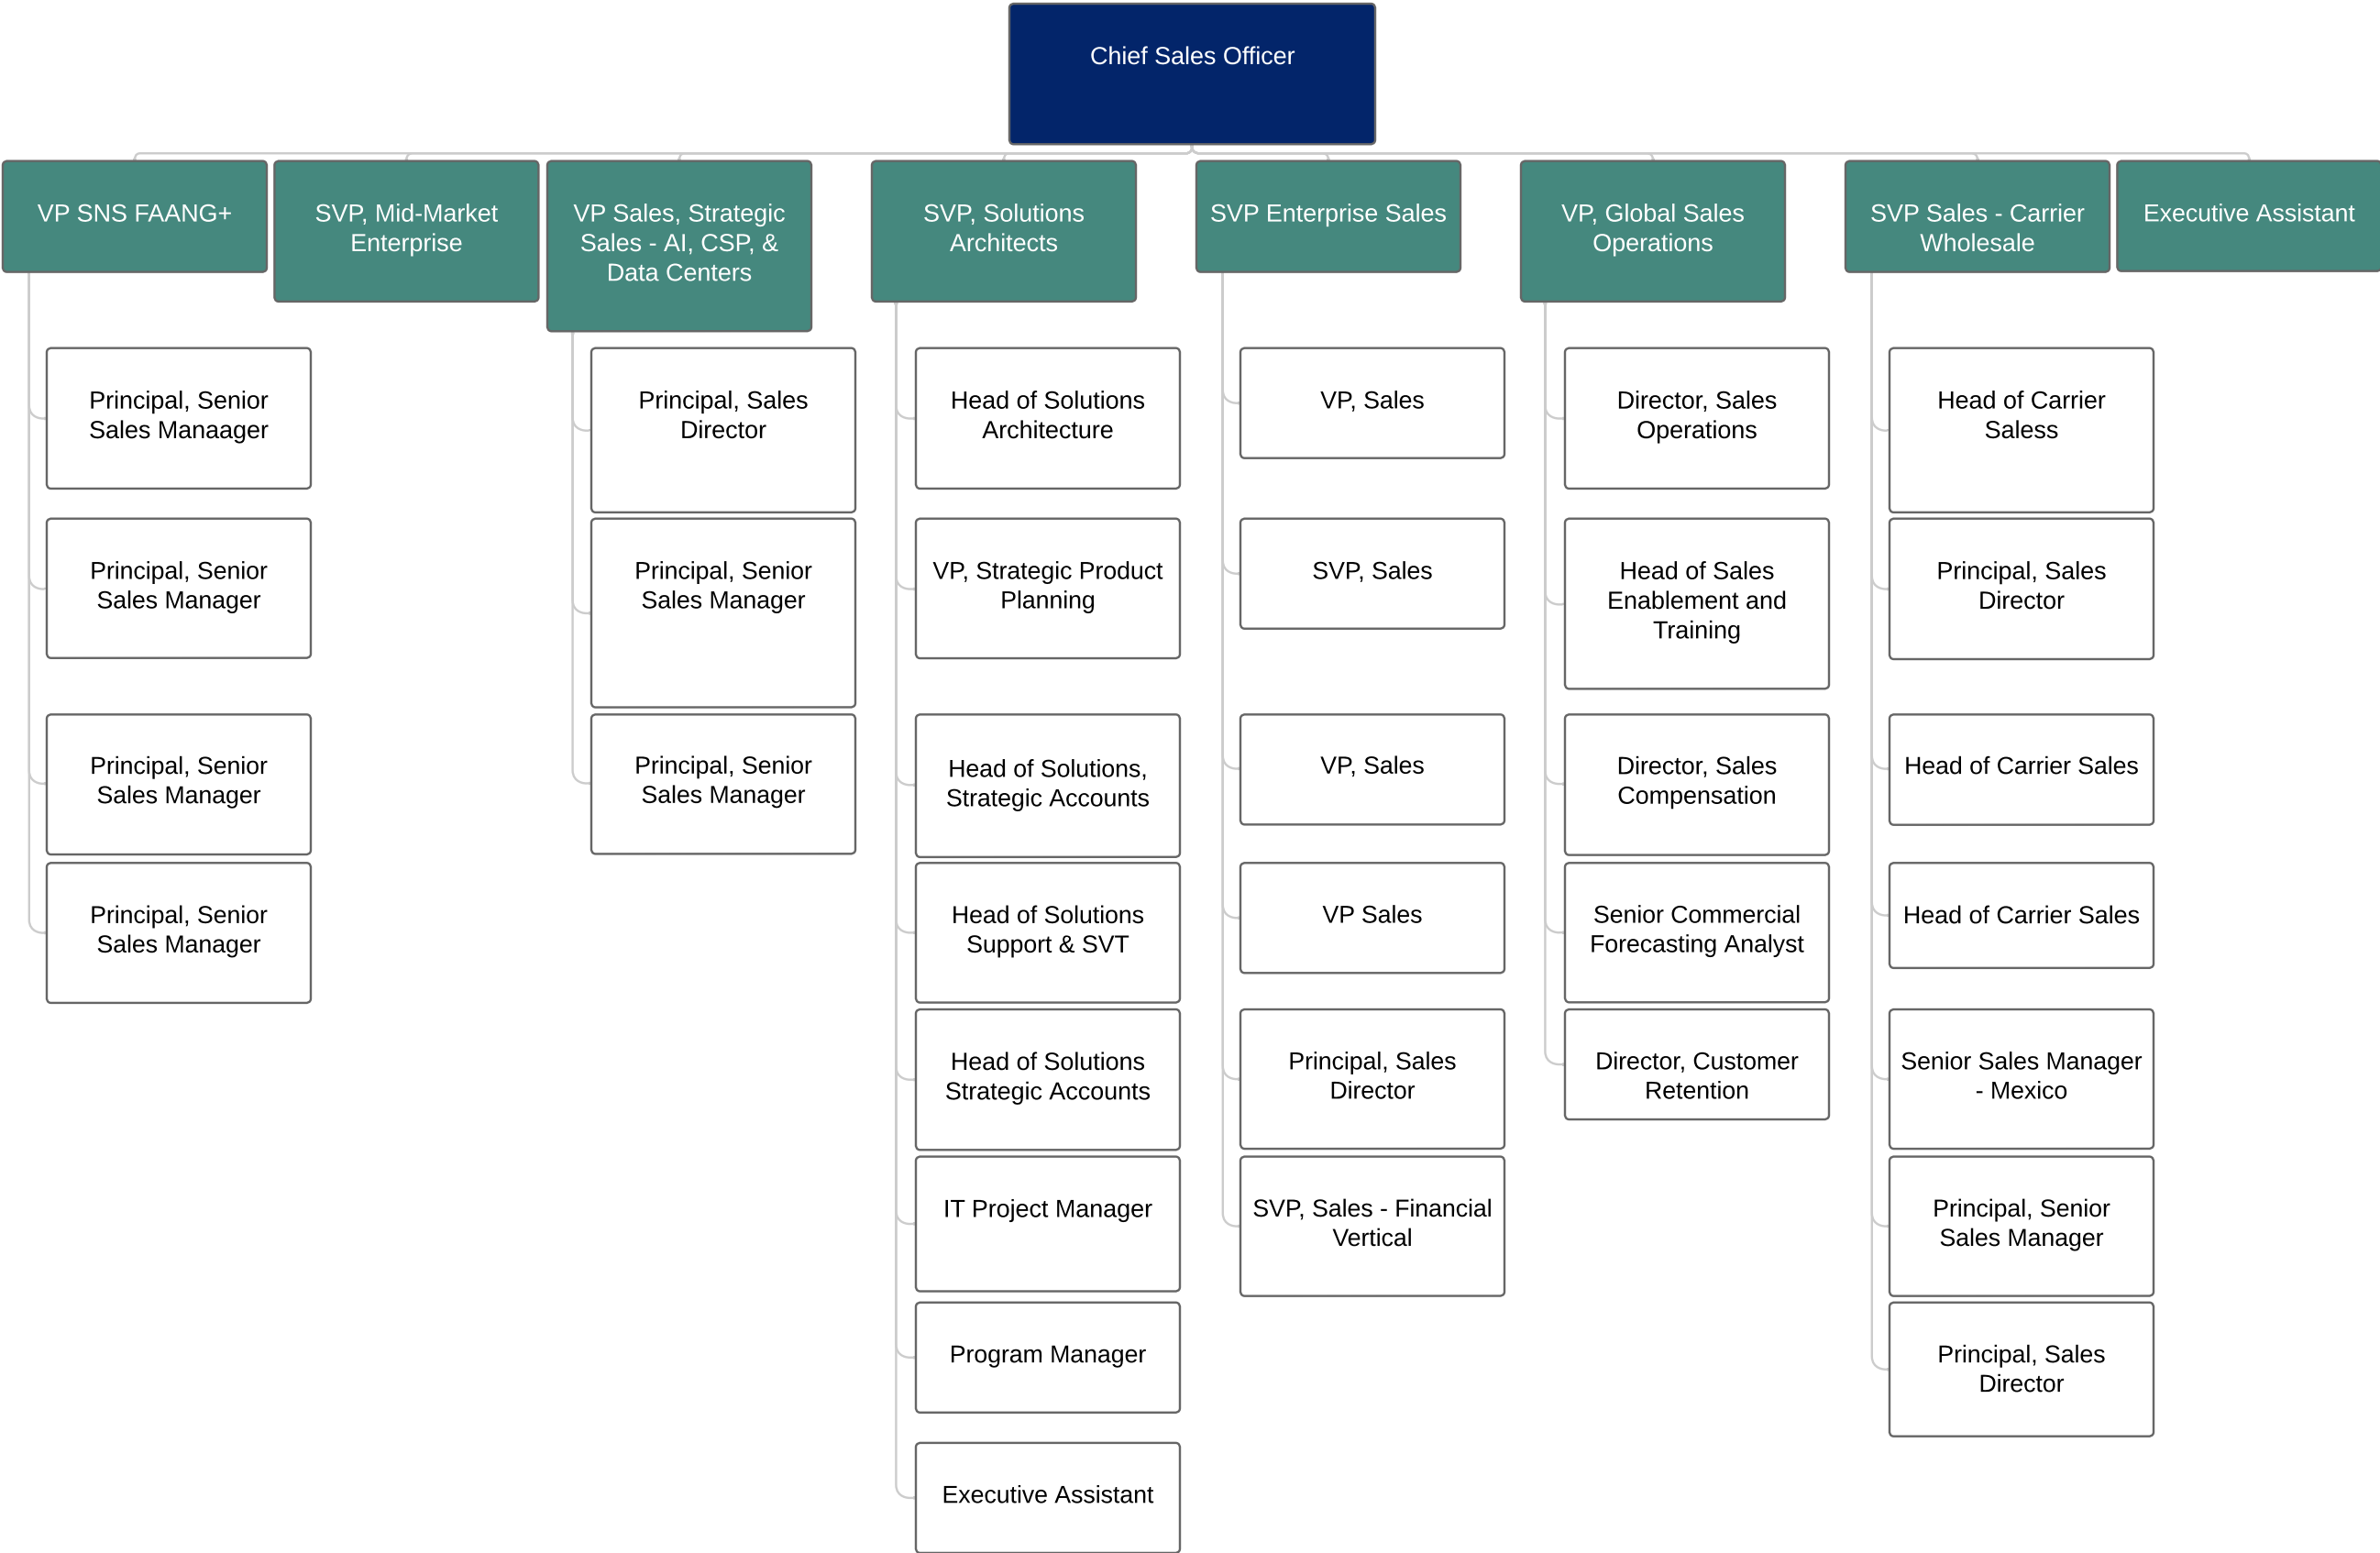 Chief Sales Officer
VP SNS FAANG+
SVP, Mid-Market
Enterprise
VP Sales, Strategic
Sales - AI, CSP, &
Data Centers
SVP, Solutions
Architects
SVP Enterprise Sales
VP, Global Sales
Operations
SVP Sales - Carrier
Wholesale
Executive Assistant
Principal, Senior
Sales Manaager
Principal, Senior
Sales Manager
Principal, Senior
Sales Manager
Principal, Senior
Sales Manager
Principal, Sales
Director
Principal, Senior
Sales Manager
Principal, Senior
Sales Manager
Head of Solutions
Architecture
VP, Strategic Product
Planning
Head of Solutions,
Strategic Accounts
Head of Solutions
Support & SVT
Head of Solutions
Strategic Accounts
IT Project Manager
Program Manager
Executive Assistant
VP, Sales
SVP, Sales
VP, Sales
VP Sales
Principal, Sales
Director
SVP, Sales - Financial
Vertical
Director, Sales
Operations
Head of Sales
Enablement and
Training
Director, Sales
Compensation
Senior Commercial
Forecasting Analyst
Director, Customer
Retention
Head of Carrier
Saless
Principal, Sales
Director
Head of Carrier Sales
Head of Carrier Sales
Senior Sales Manager
- Mexico
Principal, Senior
Sales Manager
Principal, Sales
Director